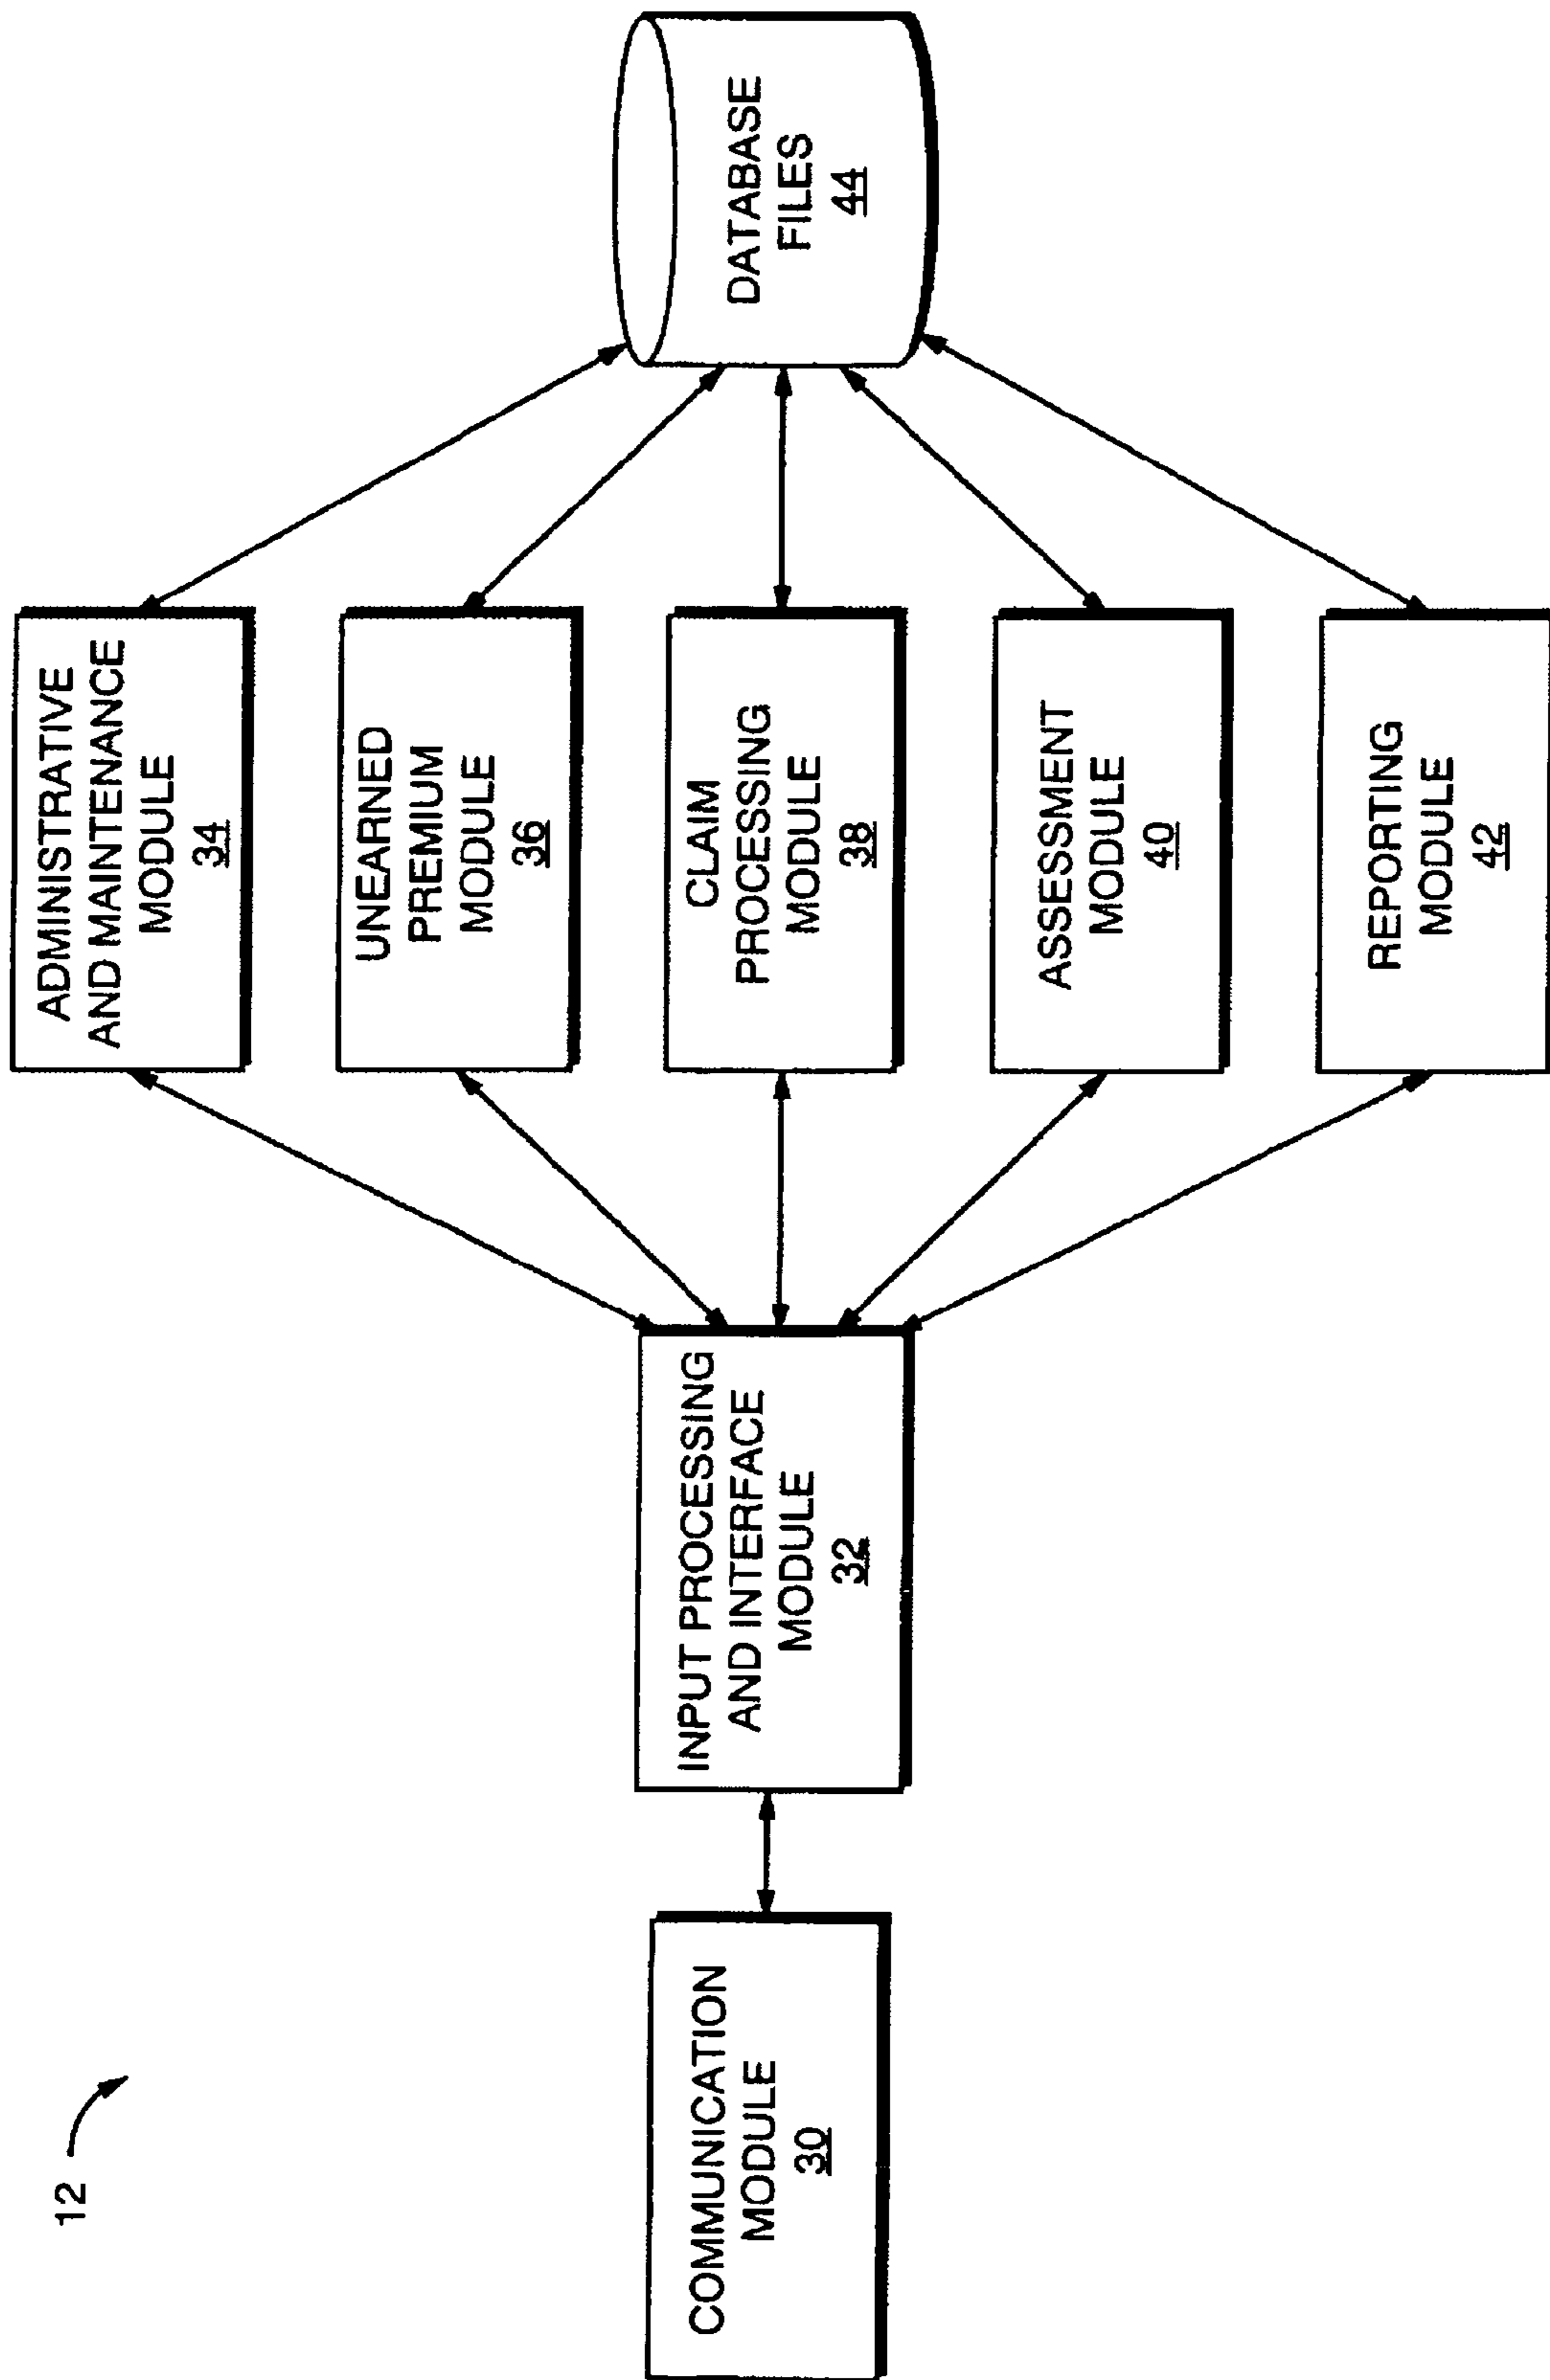 12
COMMUNICATION
MODULE
30
INPUT PROCESSING
AND INTERFACE
MODULE
32
ADMINISTRATIVE
AND MAINTENANCE
MODULE
34
UNEARNED
PREMIUM
MODULE
36
CLAIM
PROCESSING
MODULE
38
ASSESSMENT
MODULE
40
REPORTING
MODULE
42
DATABASE
FILES
44